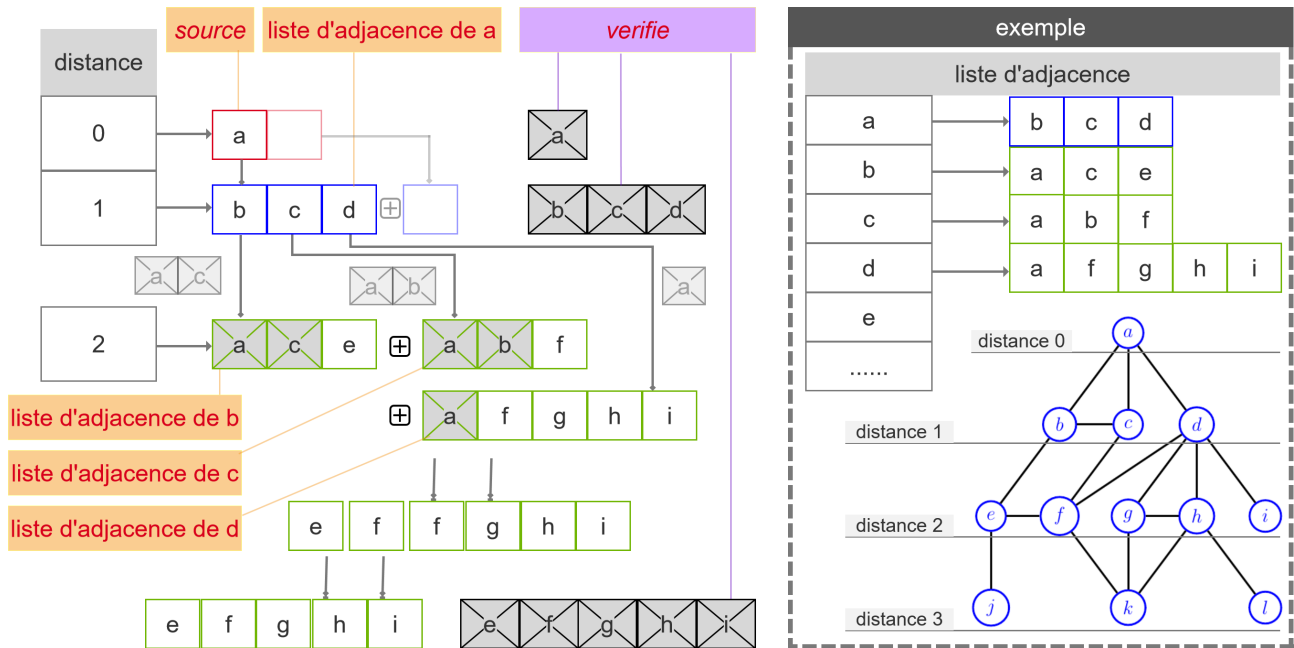 source
liste d'adjacence de a
verifie
distance
0
a
a
1
b c d
b c d
a c
a b
a
2
a c e
a b f
liste d'adjacence de b
a f g h i
liste d'adjacence de c
liste d'adjacence de d
e f f g h i
e f g h i
e f g h i
exemple
liste d'adjacence
a b c d
b a c e
c a b f
d a f g h i
e
......
distance 0
a
distance 1
b c d
distance 2
e f g h i
distance 3
j k l